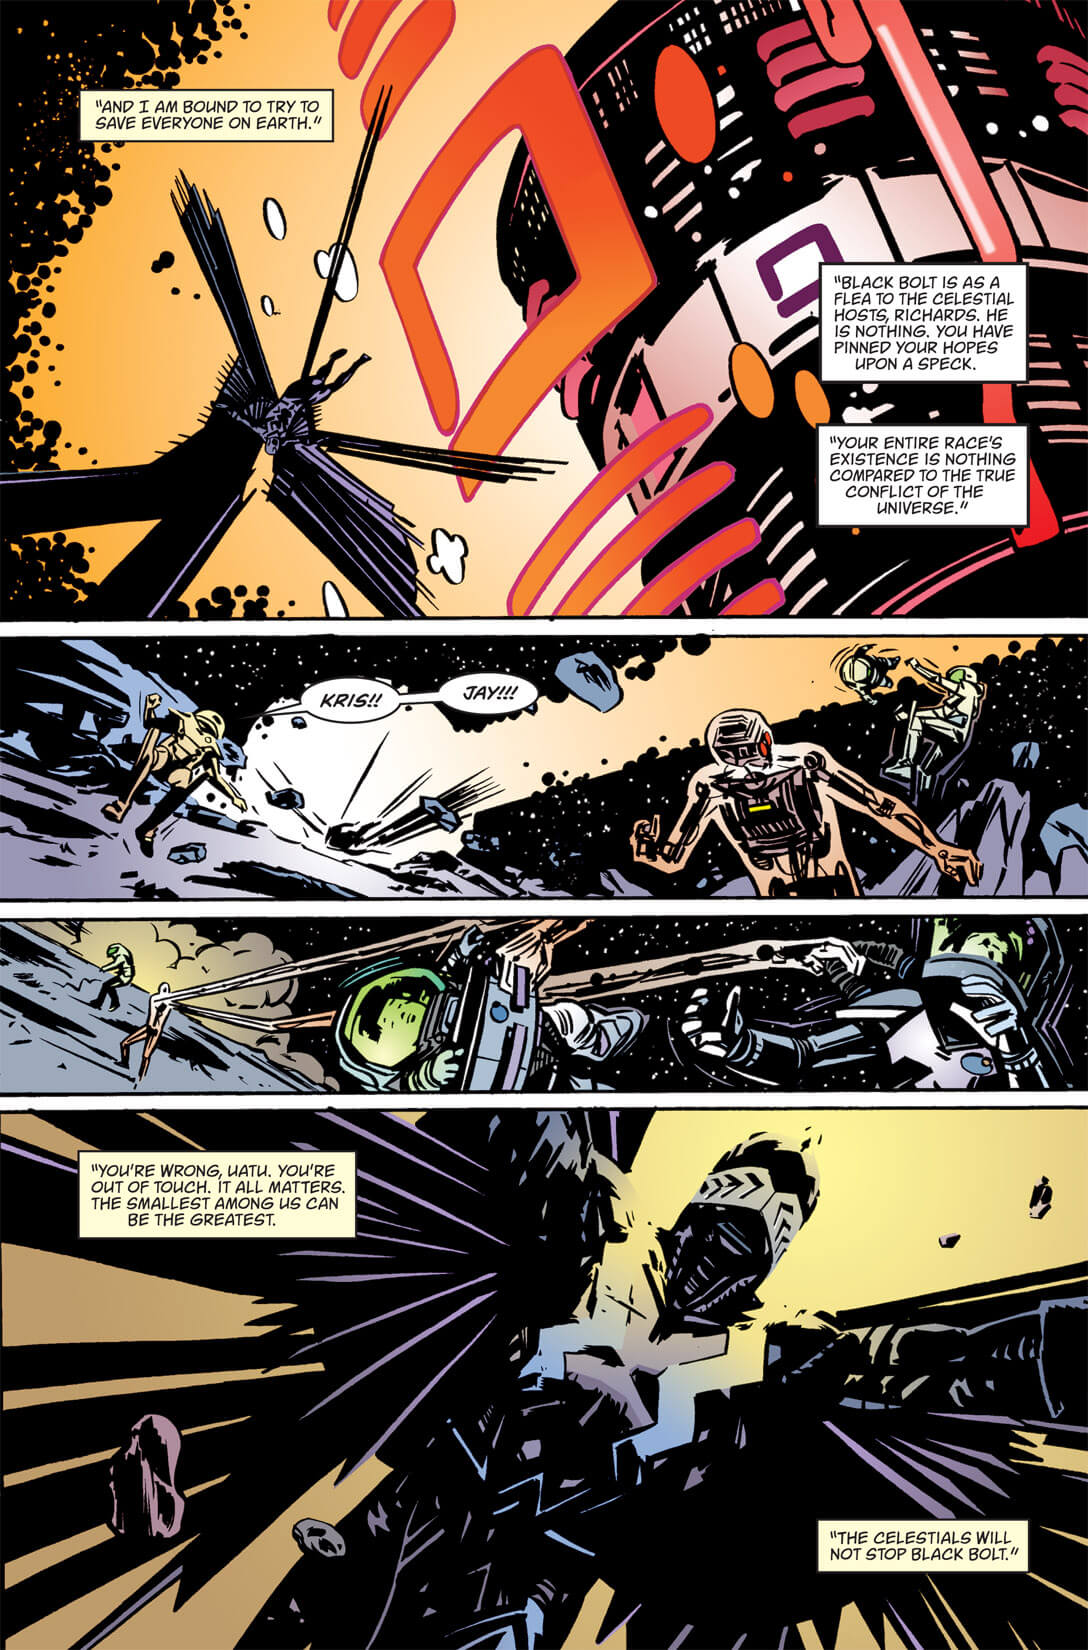 "AND I AM BOUND TO TRY TO
SAVE EVERYONE ON EARTH."
"BLACK BOLT IS AS A
FLEA TO THE CELESTIAL
HOSTS, RICHARDS. HE
IS NOTHING. YOU HAVE
PINNED YOUR HOPES
UPON A SPECK.
"YOUR ENTIRE RACE'S
EXISTENCE IS NOTHING
COMPARED TO THE TRUE
CONFLICT OF THE
UNIVERSE."
KRIS!!
JAY!!!
"YOU'RE WRONG, UATU. YOU'RE
OUT OF TOUCH. IT ALL MATTERS.
THE SMALLEST AMONG US CAN
BE THE GREATEST.
"THE CELESTIALS WILL
NOT STOP BLACK BOLT."